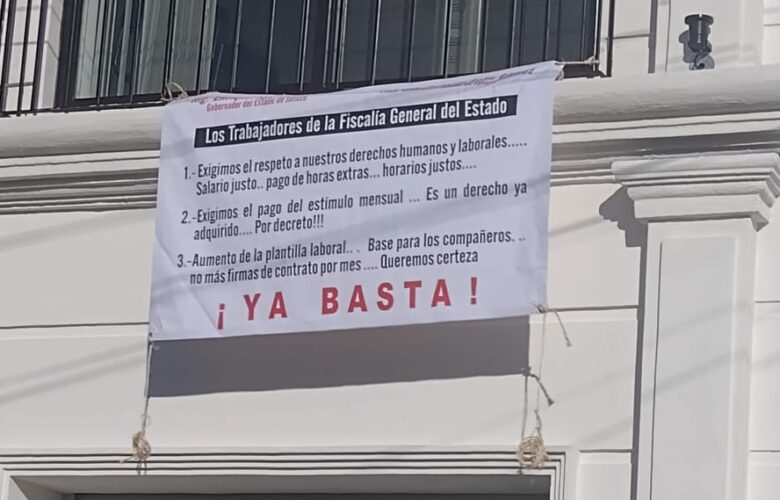 Gobernador del Estado de Jalisco
Los Trabajadores de la Fiscalía General del Estado
1.- Exigimos el respeto a nuestros derechos humanos y laborales.....
Salario justo.. pago de horas extras... horarios justos....
2.-Exigimos el pago del estímulo mensual ... Es un derecho ya
adquirido.... Por decreto!!!
3.-Aumento de la plantilla laboral.. . Base para los compañeros. ..
no más firmas de contrato por mes .... Queremos certeza
¡ YA BASTA !